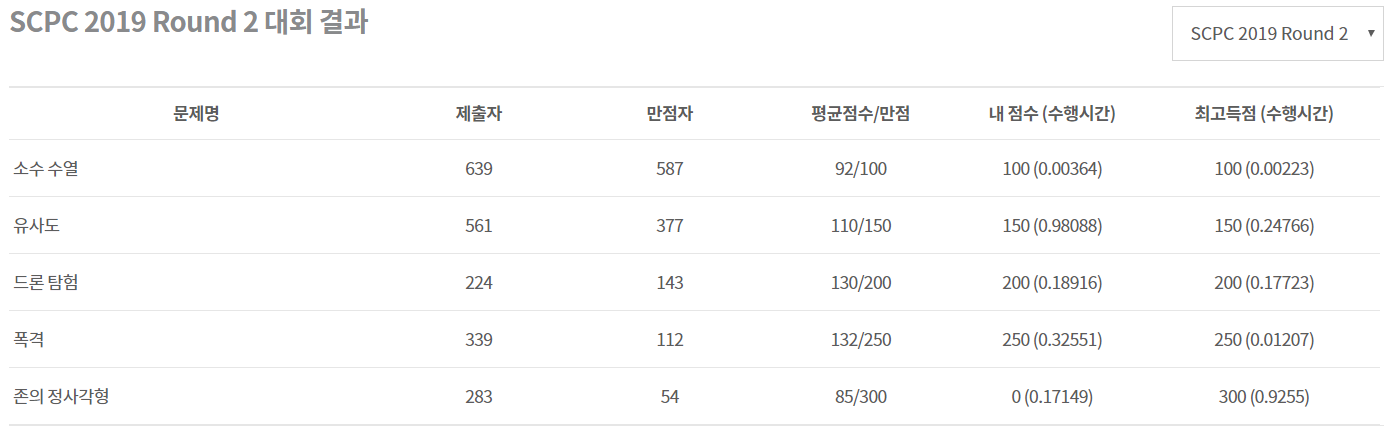 SCPC 2019 Round 2 대회 결과
SCPC 2019 Round 2 ▼
문제명 제출자 만점자 평균점수/만점 내 점수 (수행시간) 최고득점 (수행시간)
소수 수열 639 587 92/100 100 (0.00364) 100 (0.00223)
유사도 561 377 110/150 150 (0.98088) 150 (0.24766)
드론 탐험 224 143 130/200 200 (0.18916) 200 (0.17723)
폭격 339 112 132/250 250 (0.32551) 250 (0.01207)
존의 정사각형 283 54 85/300 0 (0.17149) 300 (0.9255)